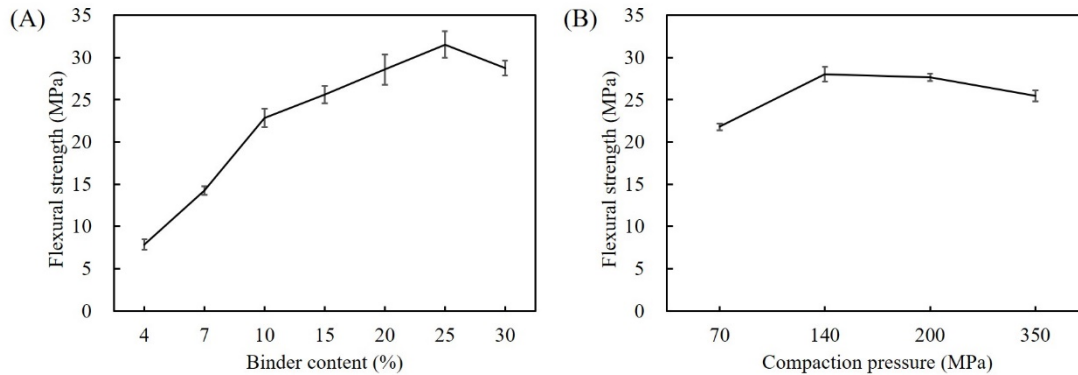 (A)
Flexural strength (MPa)
35
30
25
20
15
10
5
0
4 7 10 15 20 25 30
Binder content (%)
(B)
Flexural strength (MPa)
35
30
25
20
15
10
5
0
70 140 200 350
Compaction pressure (MPa)